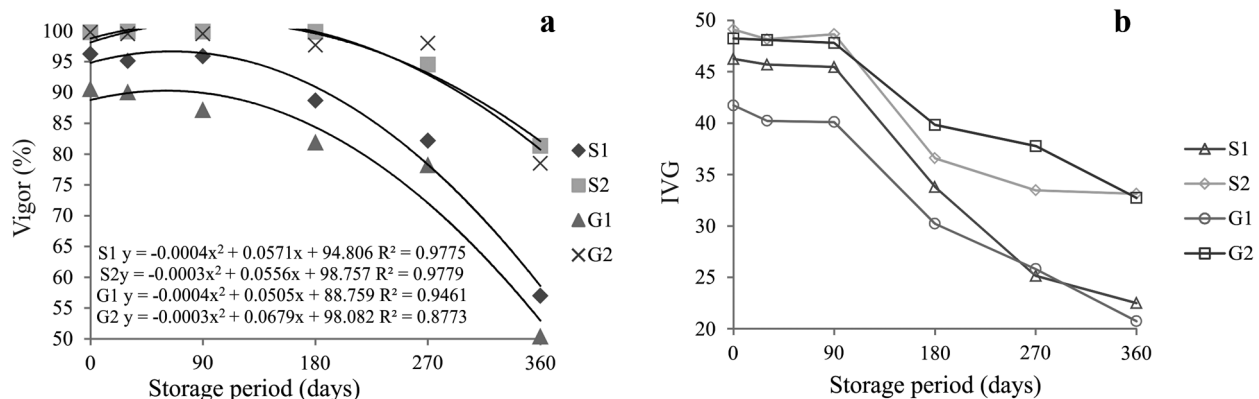 a
100
95
90
85
80
75
70
65
60
55
50
Vigor (%)
S1 y = -0.0004x² + 0.0571x + 94.806 R² = 0.9775
S2y = -0.0003x² + 0.0556x + 98.757 R² = 0.9779
G1 y = -0.0004x² + 0.0505x + 88.759 R² = 0.9461
G2 y = -0.0003x² + 0.0679x + 98.082 R² = 0.8773
0 90 180 270 360
Storage period (days)
S1
S2
G1
G2
b
50
45
40
35
30
25
20
IVG
0 90 180 270 360
Storage period (days)
S1
S2
G1
G2